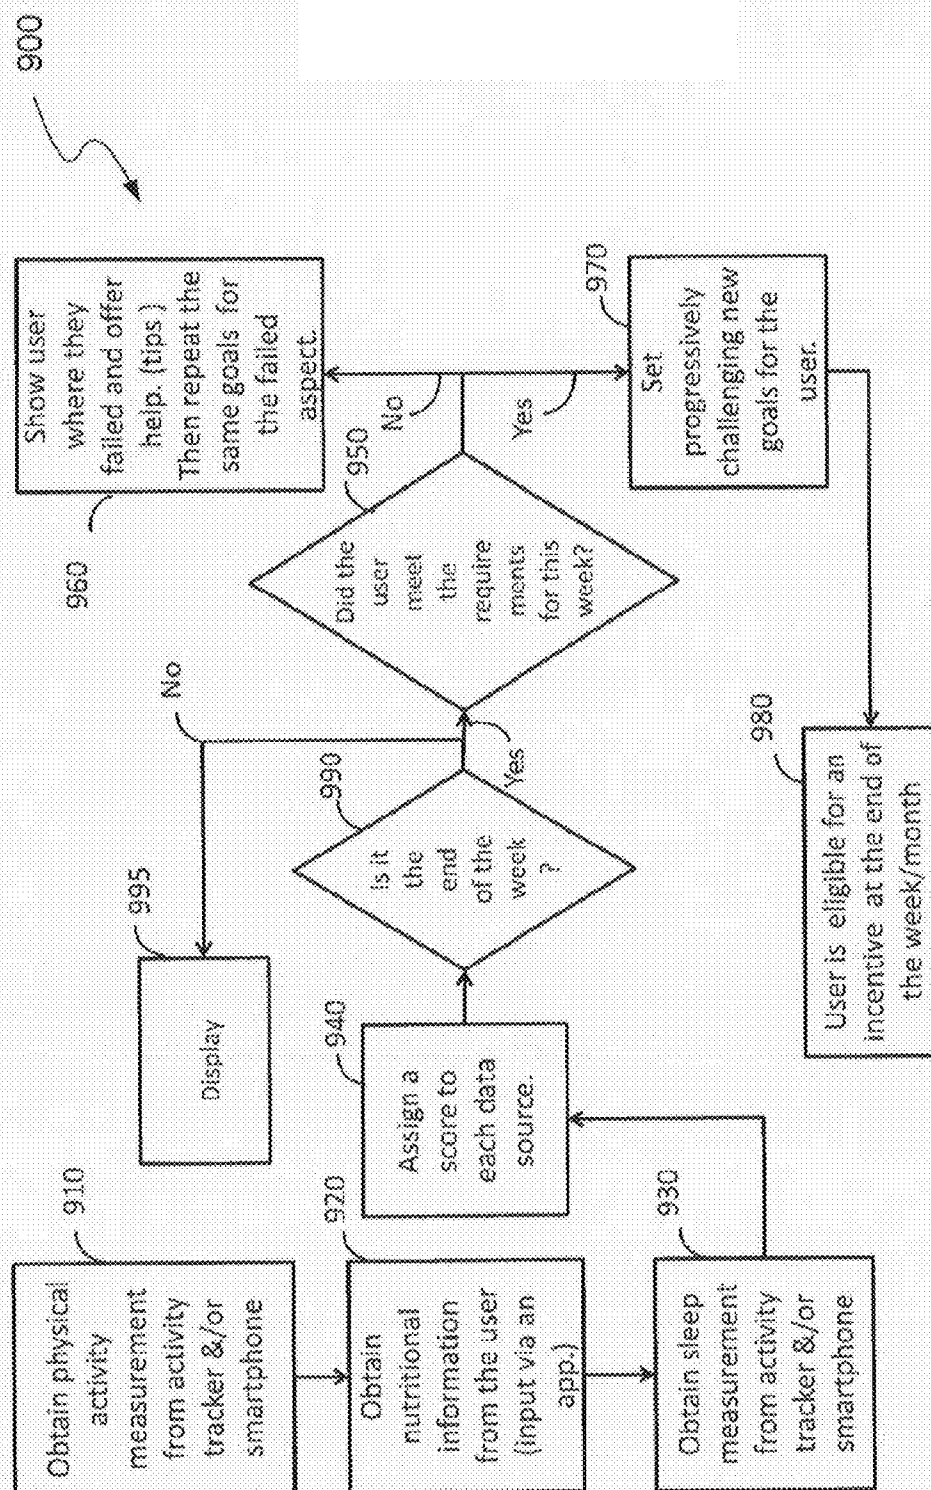 900
910
Obtain physical
activity
measurement
from activity
tracker &/or
smartphone
920
Obtain
nutritional
information
from the user
(input via an
app.)
930
Obtain sleep
measurement
from activity
tracker &/or
smartphone
940
Assign a
score to
each data
source.
995
Display
990
Is it
the
end
of the
week
?
No
Yes
950
Did the
user
meet
the
require
ments
for this
week?
No
Yes
960
Show user
where they
failed and offer
help. (tips )
Then repeat the
same goals for
the failed
aspect.
970
Set
progressively
challenging new
goals for the
user.
980
User is eligible for an
incentive at the end of
the week/month